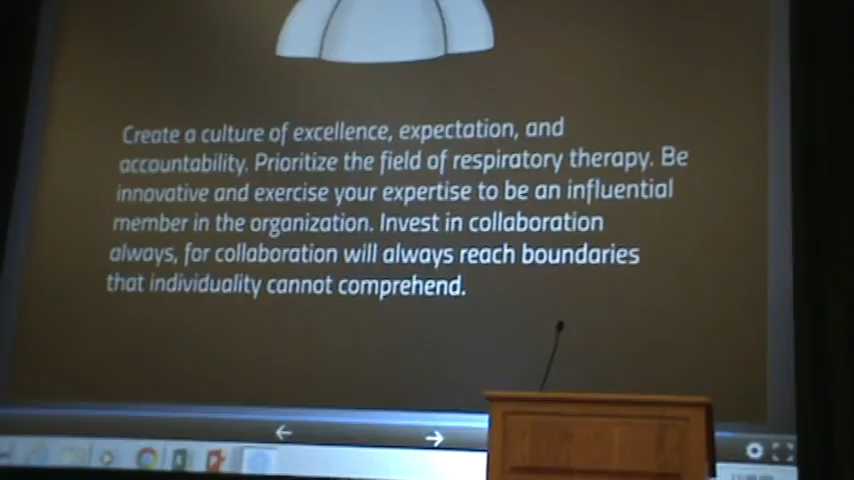 Create a culture of excellence, expectation, and
accountability. Prioritize the field of respiratory therapy. Be
innovative and exercise your expertise to be an influential
member in the organization. Invest in collaboration
always, for collaboration will always reach boundaries
that individuality cannot comprehend.